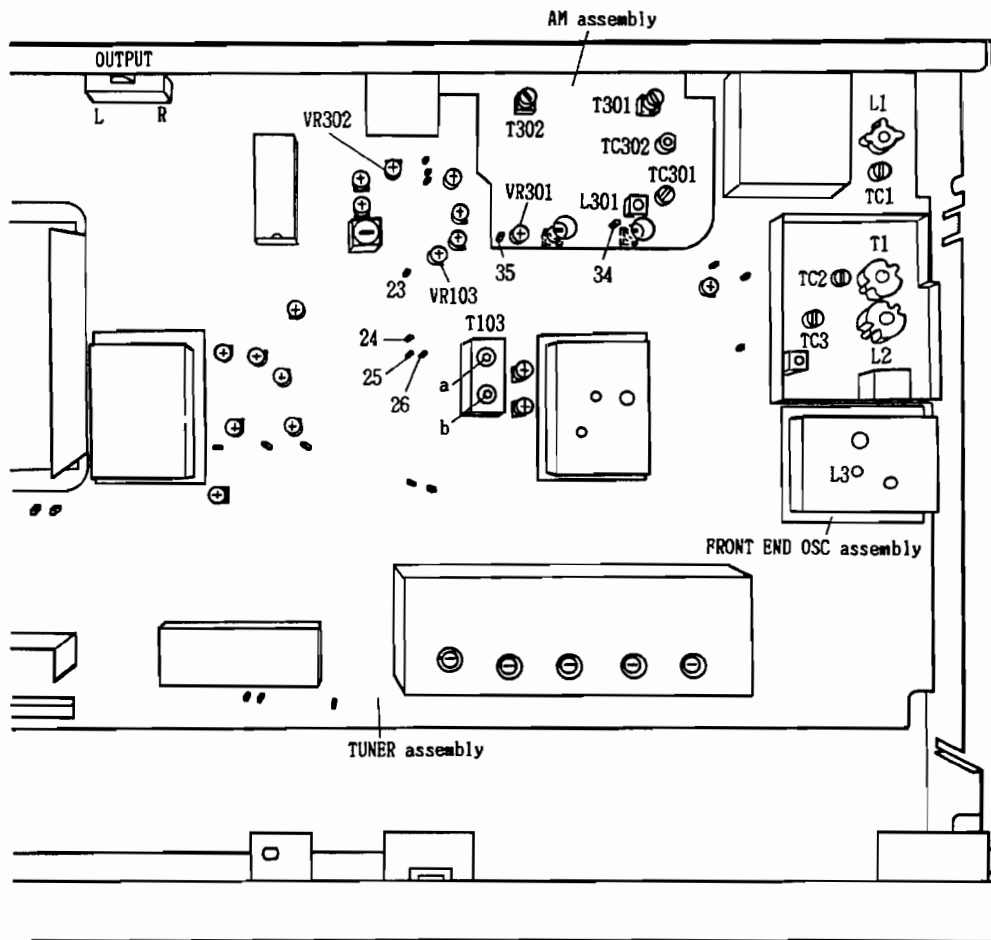 AM assembly
OUTPUT
L R
VR302
T302
T301
TC302
TC301
L301
VR301
L1
TC1
T1
TC2
TC3
L2
35
34
23
VR103
T103
24
25
26
a
b
L3
FRONT END OSC assembly
TUNER assembly